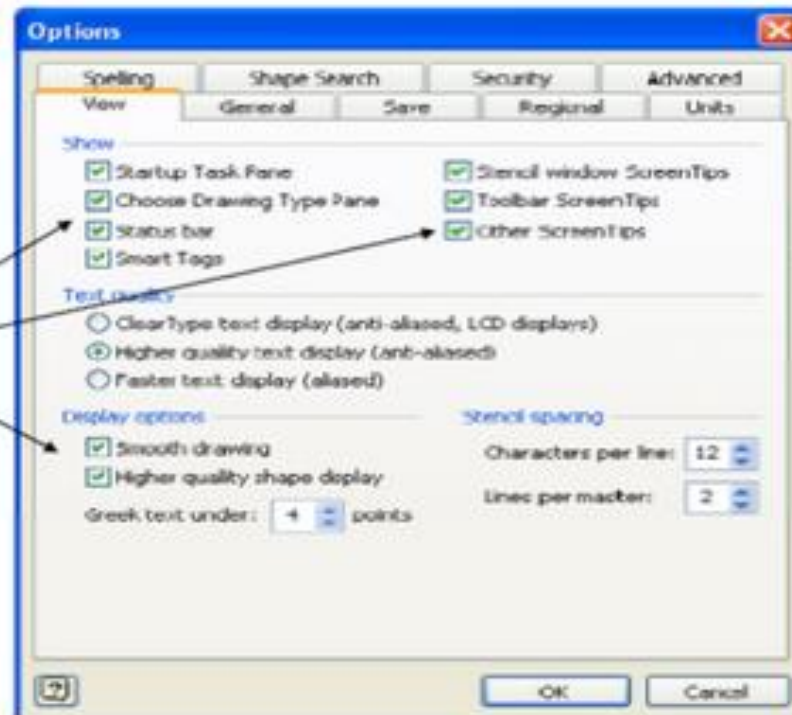 Options
Spelling Shape Search Security Advanced
View General Save Regional Units
Show
Startup Task Pane Stencil window ScreenTips
Choose Drawing Type Pane Toolbar ScreenTips
Status bar Other ScreenTips
Smart Tags
Text quality
ClearType text display (anti-aliased, LCD displays)
Higher quality text display (anti-aliased)
Faster text display (aliased)
Display options Stencil spacing
Smooth drawing Characters per line: 12
Higher quality shape display Lines per master: 2
Greek text under: 4 points
? OK Cancel